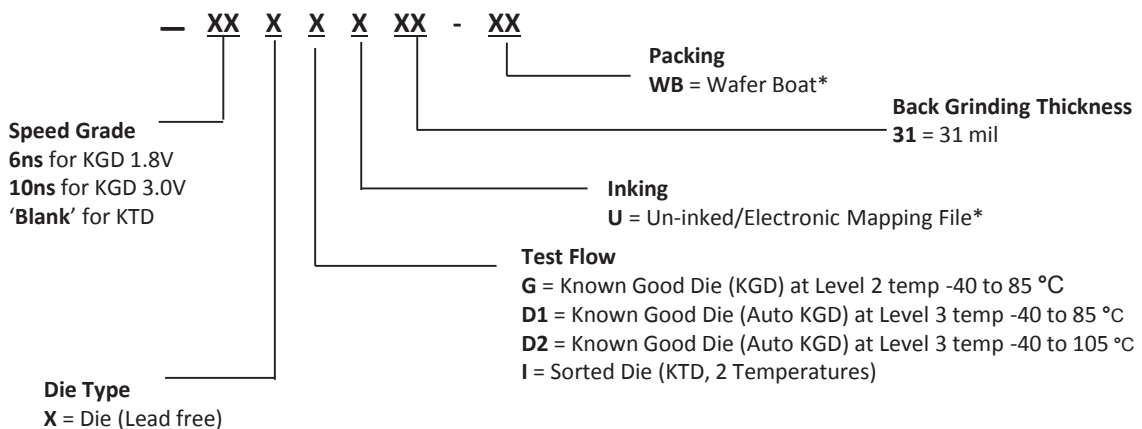 — XX X X X XX - XX
Packing
WB = Wafer Boat*
Back Grinding Thickness
31 = 31 mil
Speed Grade
6ns for KGD 1.8V
10ns for KGD 3.0V
‘Blank’ for KTD
Inking
U = Un-inked/Electronic Mapping File*
Test Flow
G = Known Good Die (KGD) at Level 2 temp -40 to 85 °C
D1 = Known Good Die (Auto KGD) at Level 3 temp -40 to 85 °C
D2 = Known Good Die (Auto KGD) at Level 3 temp -40 to 105 °C
I = Sorted Die (KTD, 2 Temperatures)
Die Type
X = Die (Lead free)